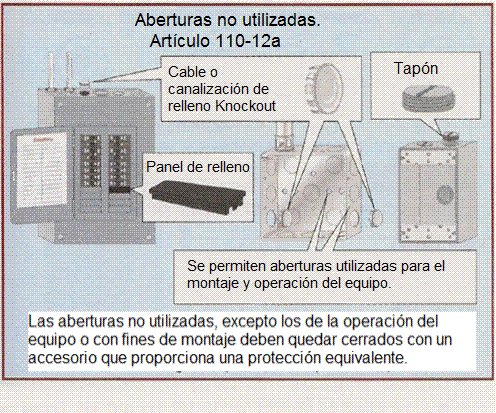 Aberturas no utilizadas.
Artículo 110-12a
Cable o
canalización de
relleno Knockout
Tapón
Panel de relleno
Se permiten aberturas utilizadas para el
montaje y operación del equipo.
Las aberturas no utilizadas, excepto los de la operación del
equipo o con fines de montaje deben quedar cerrados con un
accesorio que proporciona una protección equivalente.